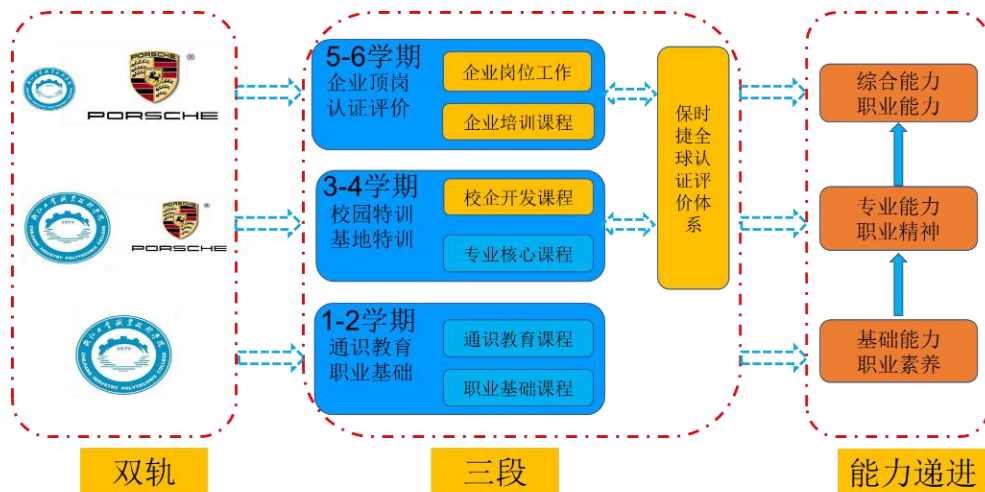 PORSCHE
®
PORSCHE
5-6学期
企业顶岗
认证评价
企业岗位工作
企业培训课程
综合能力
职业能力
PORSCHE
PORSCHE
3-4学期
校园特训
基地特训
校企开发课程
专业核心课程
保时捷全球认证评价体系
专业能力
职业精神
1-2学期
通识教育
职业基础
通识教育课程
职业基础课程
基础能力
职业素养
ZHEJIANG INDUSTRY POLYTECHNIC COLLEGE
双轨
三段
能力递进